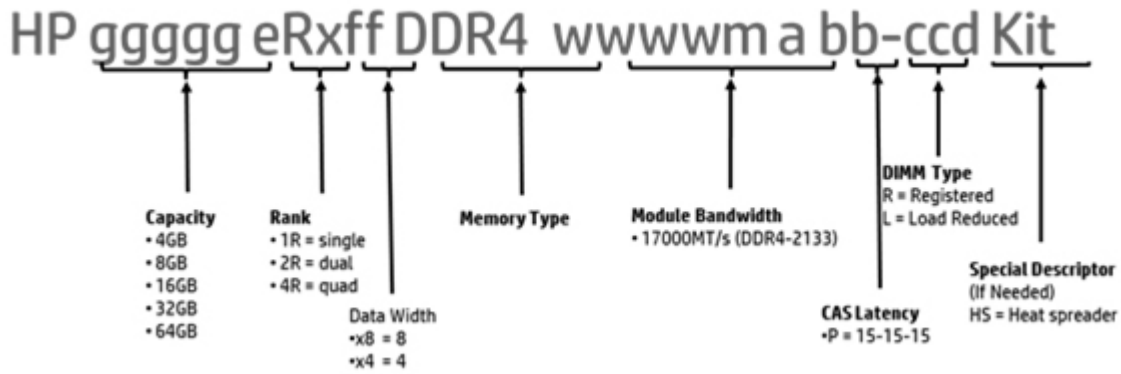 HP ggggg eRxff DDR4 wwwwm a bb-ccd Kit
Capacity
• 4GB
• 8GB
• 16GB
• 32GB
• 64GB
Rank
• 1R = single
• 2R = dual
• 4R = quad
Data Width
•x8 = 8
•x4 = 4
Memory Type
Module Bandwidth
• 17000MT/s (DDR4-2133)
CAS Latency
•P = 15-15-15
DIMM Type
R = Registered
L = Load Reduced
Special Descriptor
(If Needed)
HS = Heat spreader